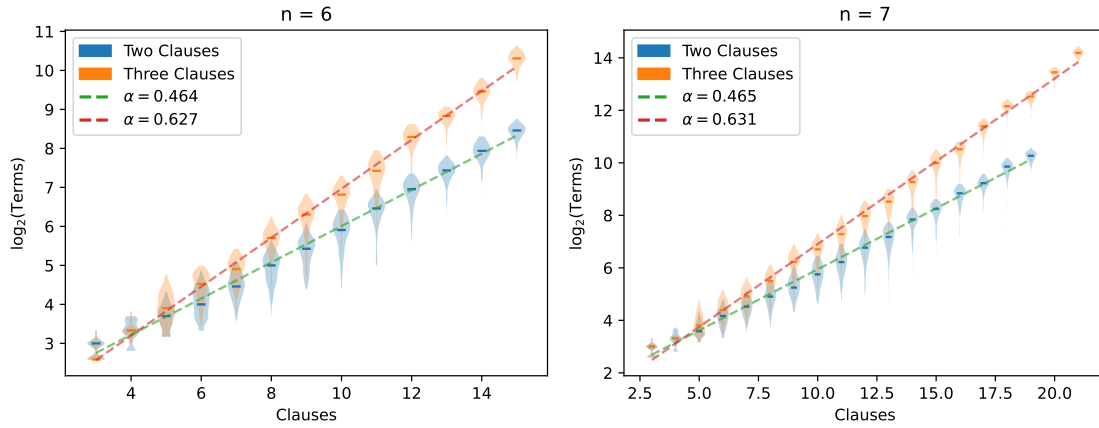 n = 6
11
10
9
8
7
6
5
4
3
log₂(Terms)
Two Clauses
Three Clauses
α = 0.464
α = 0.627
4
6
8
10
12
14
Clauses
n = 7
14
12
10
8
6
4
2
log₂(Terms)
Two Clauses
Three Clauses
α = 0.465
α = 0.631
2.5
5.0
7.5
10.0
12.5
15.0
17.5
20.0
Clauses